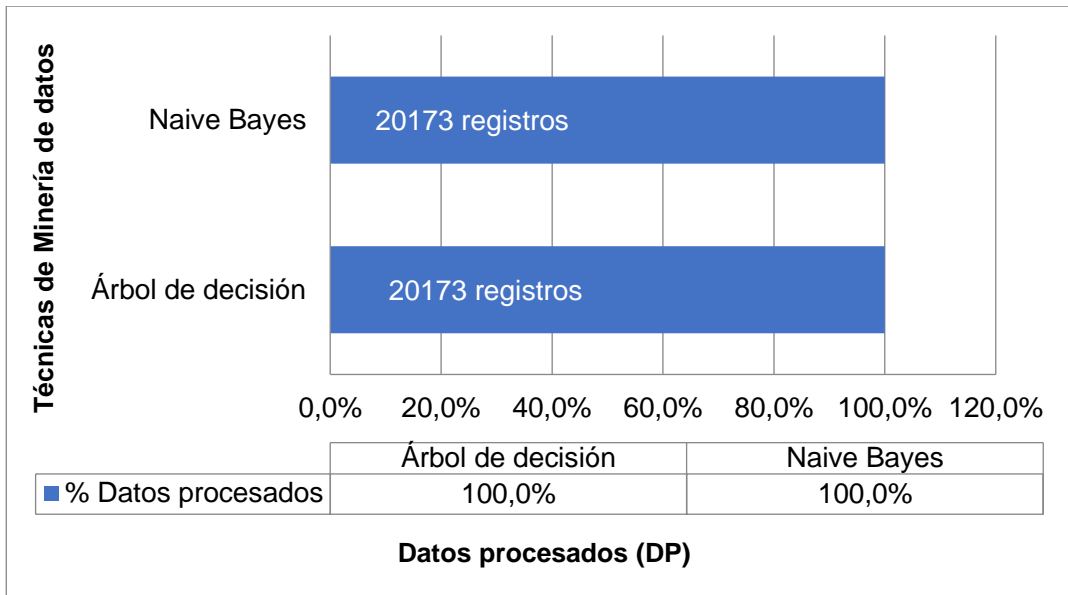 Técnicas de Minería de datos
Naive Bayes
20173 registros
Árbol de decisión
20173 registros
0,0% 20,0% 40,0% 60,0% 80,0% 100,0% 120,0%
Árbol de decisión Naive Bayes
% Datos procesados 100,0% 100,0%
Datos procesados (DP)